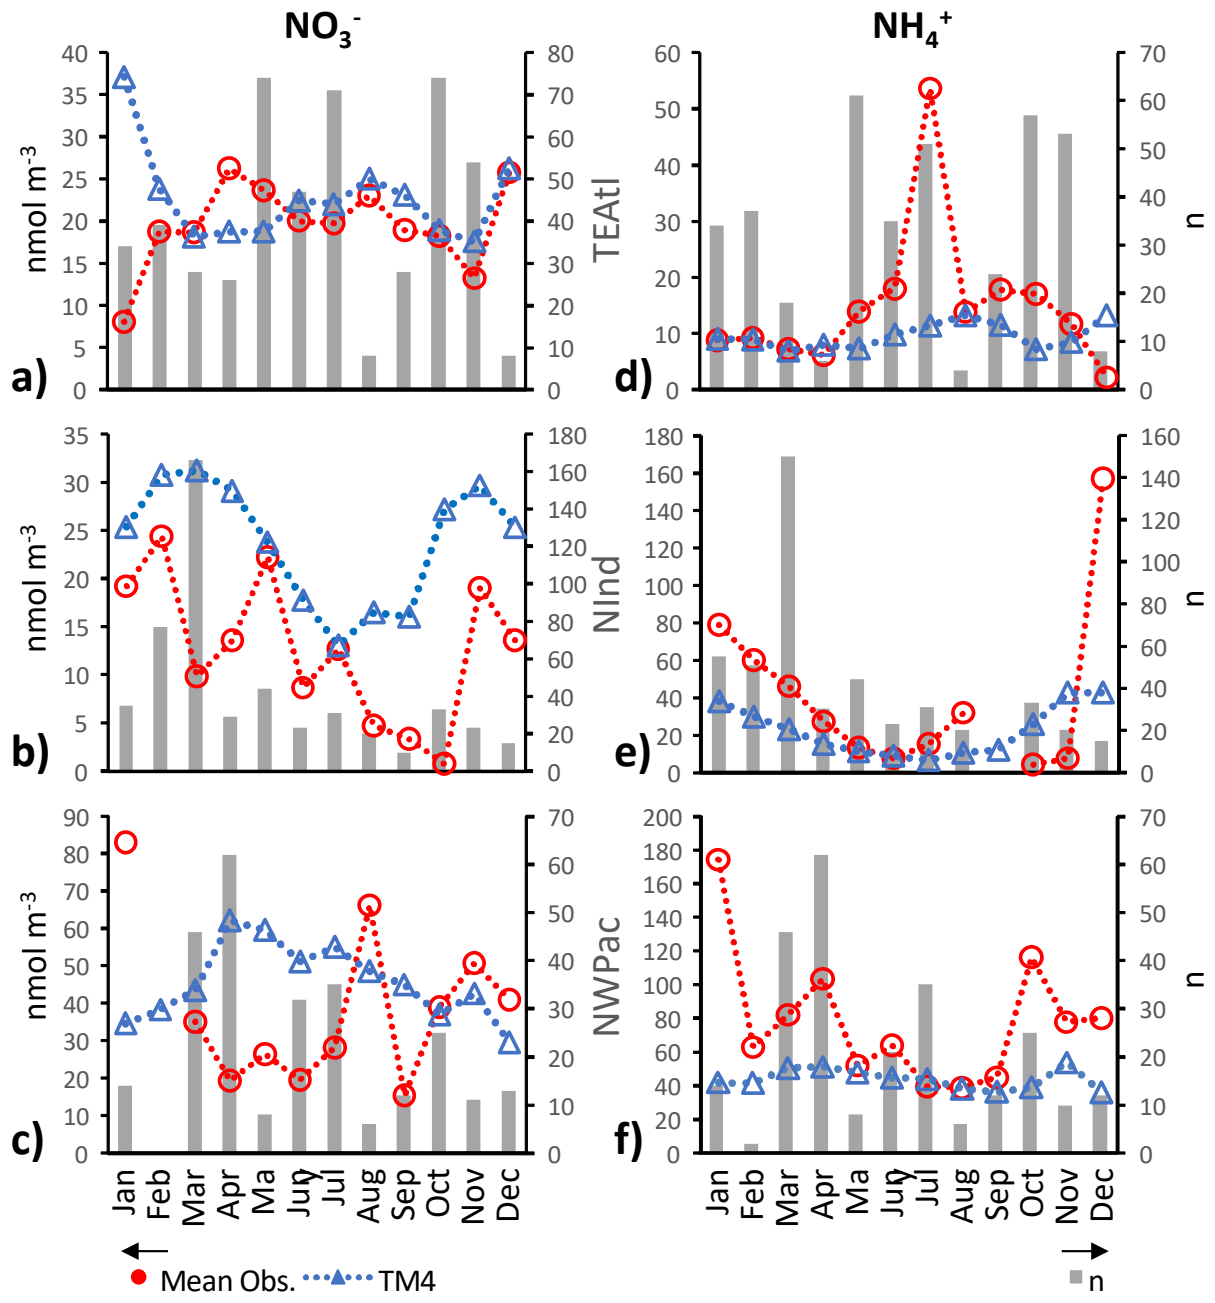 NO₃⁻
NH₄⁺
40
35
30
25
20
15
10
5
0
nmol m⁻³
80
70
60
50
40
30
20
10
0
TEAtl
a)
60
50
40
30
20
10
0
70
60
50
40
30
20
10
0
n
d)
35
30
25
20
15
10
5
0
nmol m⁻³
180
160
140
120
100
80
60
40
20
0
NInd
b)
180
160
140
120
100
80
60
40
20
0
160
140
120
100
80
60
40
20
0
n
e)
90
80
70
60
50
40
30
20
10
0
nmol m⁻³
70
60
50
40
30
20
10
0
NWPac
c)
200
180
160
140
120
100
80
60
40
20
0
70
60
50
40
30
20
10
0
n
f)
Jan
Feb
Mar
Apr
May
Jun
Jul
Aug
Sep
Oct
Nov
Dec
Jan
Feb
Mar
Apr
May
Jun
Jul
Aug
Sep
Oct
Nov
Dec
Mean Obs.
TM4
n